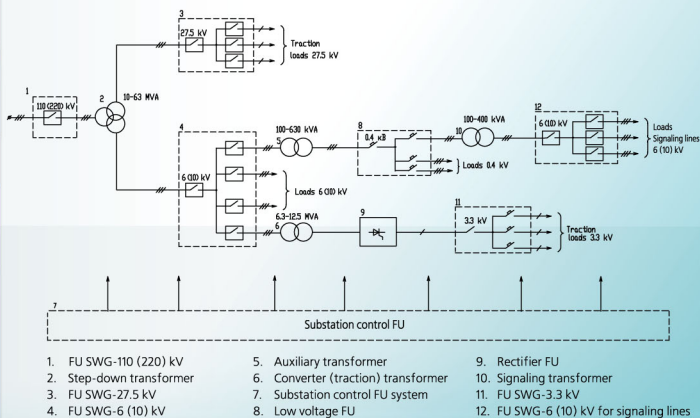 3
27.5 kV
Traction
loads 27.5 kV
1
110 (220) kV
2
10-63 MVA
4
6 (10) kV
100-630 kVA
5
Loads 6 (10) kV
6.3-12.5 MVA
6
8
0.4 кВ
Loads 0.4 kV
100-400 kVA
10
12
6 (10) kV
Loads
Signaling lines
6 (10) kV
9
11
3.3 kV
Traction
loads 3.3 kV
7
Substation control FU
1. FU SWG-110 (220) kV
2. Step-down transformer
3. FU SWG-27.5 kV
4. FU SWG-6 (10) kV
5. Auxiliary transformer
6. Converter (traction) transformer
7. Substation control FU system
8. Low voltage FU
9. Rectifier FU
10. Signaling transformer
11. FU SWG-3.3 kV
12. FU SWG-6 (10) kV for signaling lines